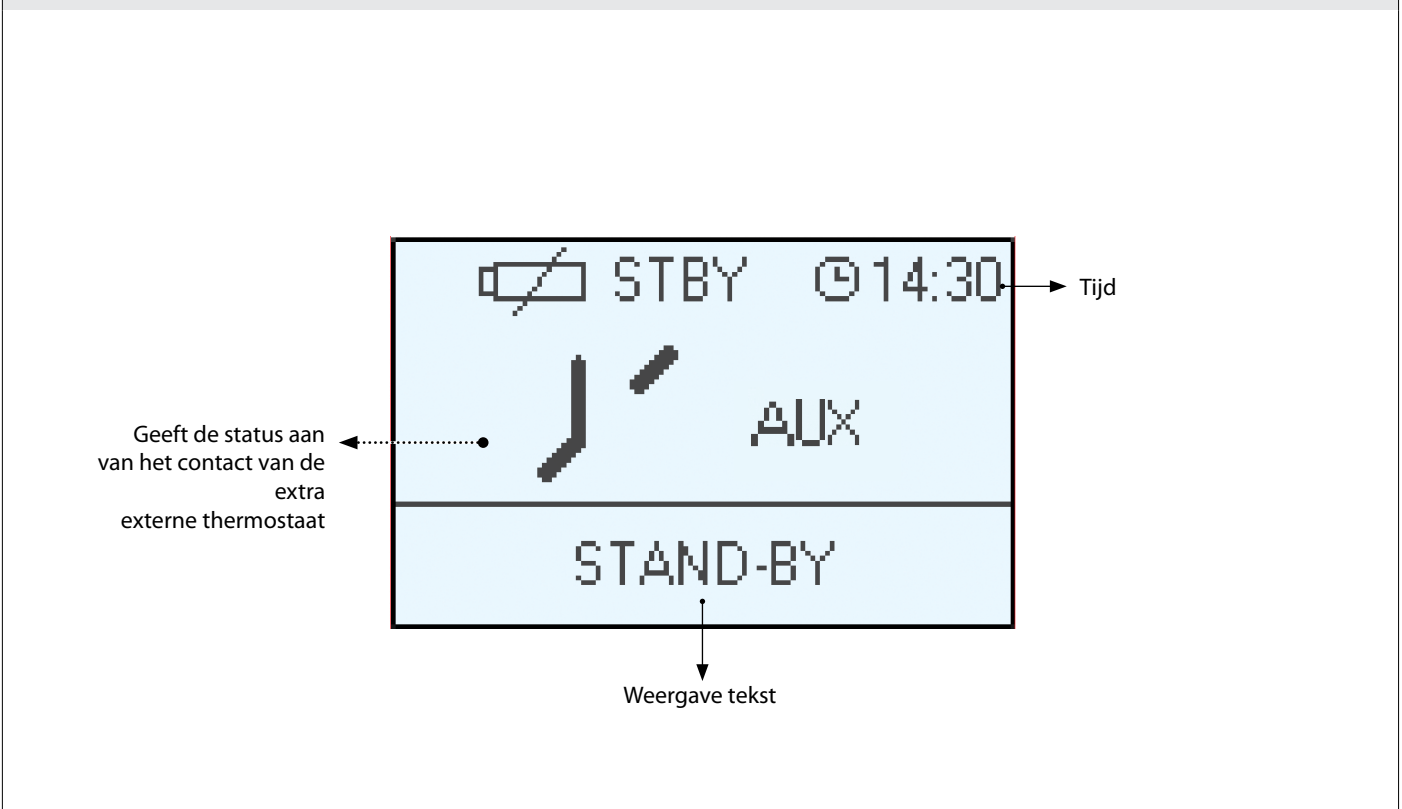 STBY 14:30
Tijd
AUX
Geeft de status aan
van het contact van de
extra
externe thermostaat
STAND-BY
Weergave tekst